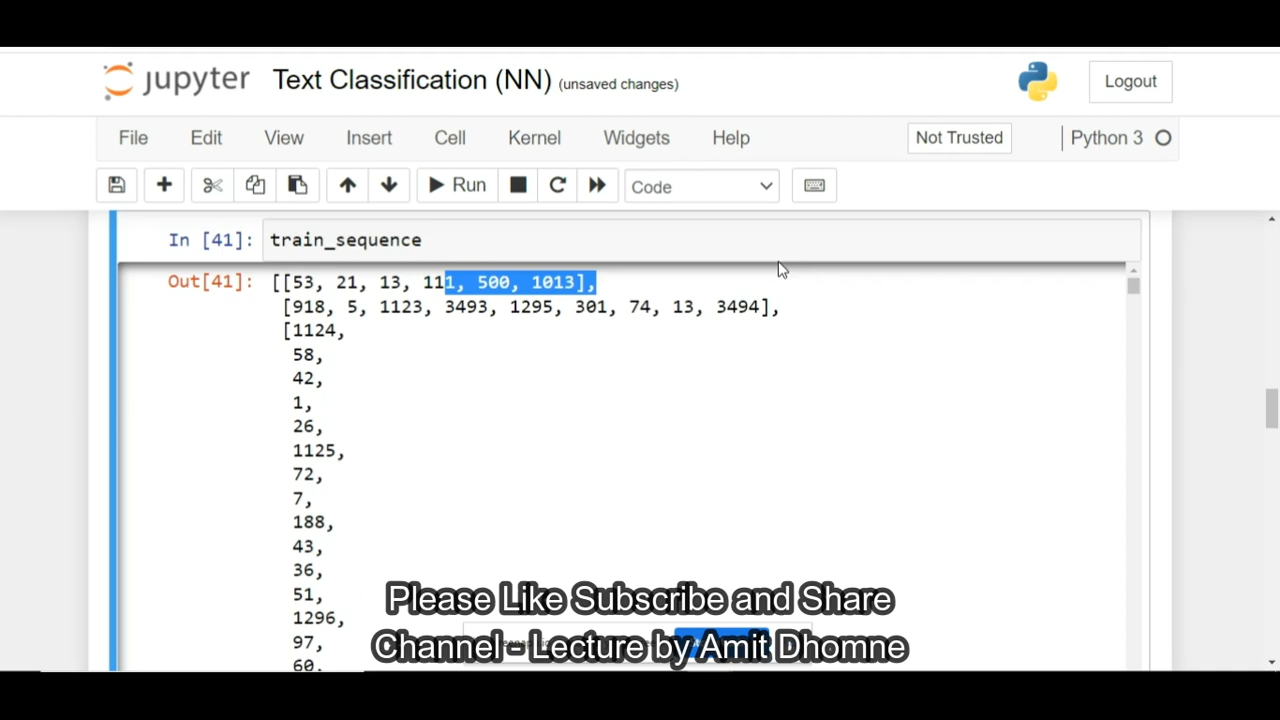 jupyter Text Classification (NN) (unsaved changes) Logout
File Edit View Insert Cell Kernel Widgets Help Not Trusted Python 3
Run Code
In [41]: train_sequence
Out[41]: [[53, 21, 13, 111, 500, 1013],
[918, 5, 1123, 3493, 1295, 301, 74, 13, 3494],
[1124,
58,
42,
1,
26,
1125,
72,
7,
188,
43,
36,
51,
1296,
97,
60,
Please Like Subscribe and Share
Channel - Lecture by Amit Dhomne